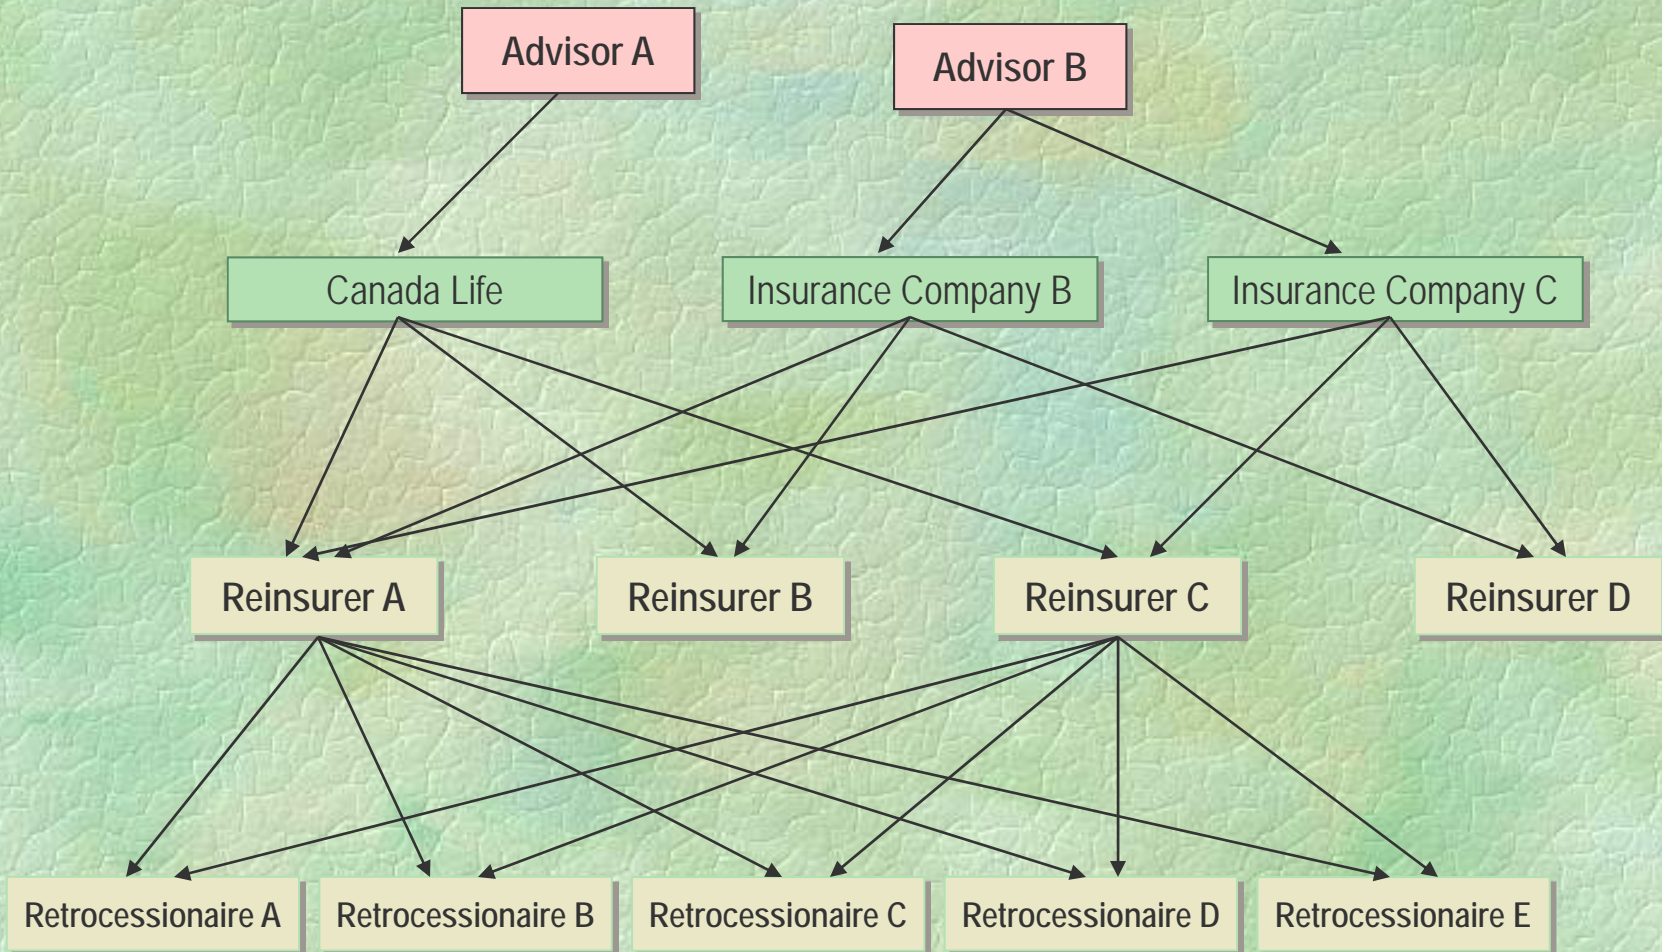 Advisor A
Advisor B
Canada Life
Insurance Company B
Insurance Company C
Reinsurer A
Reinsurer B
Reinsurer C
Reinsurer D
Retrocessionaire A
Retrocessionaire B
Retrocessionaire C
Retrocessionaire D
Retrocessionaire E